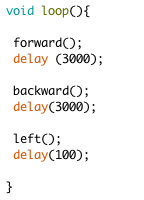 void loop(){
forward();
delay (3000);
backward();
delay(3000);
left();
delay(100);
}